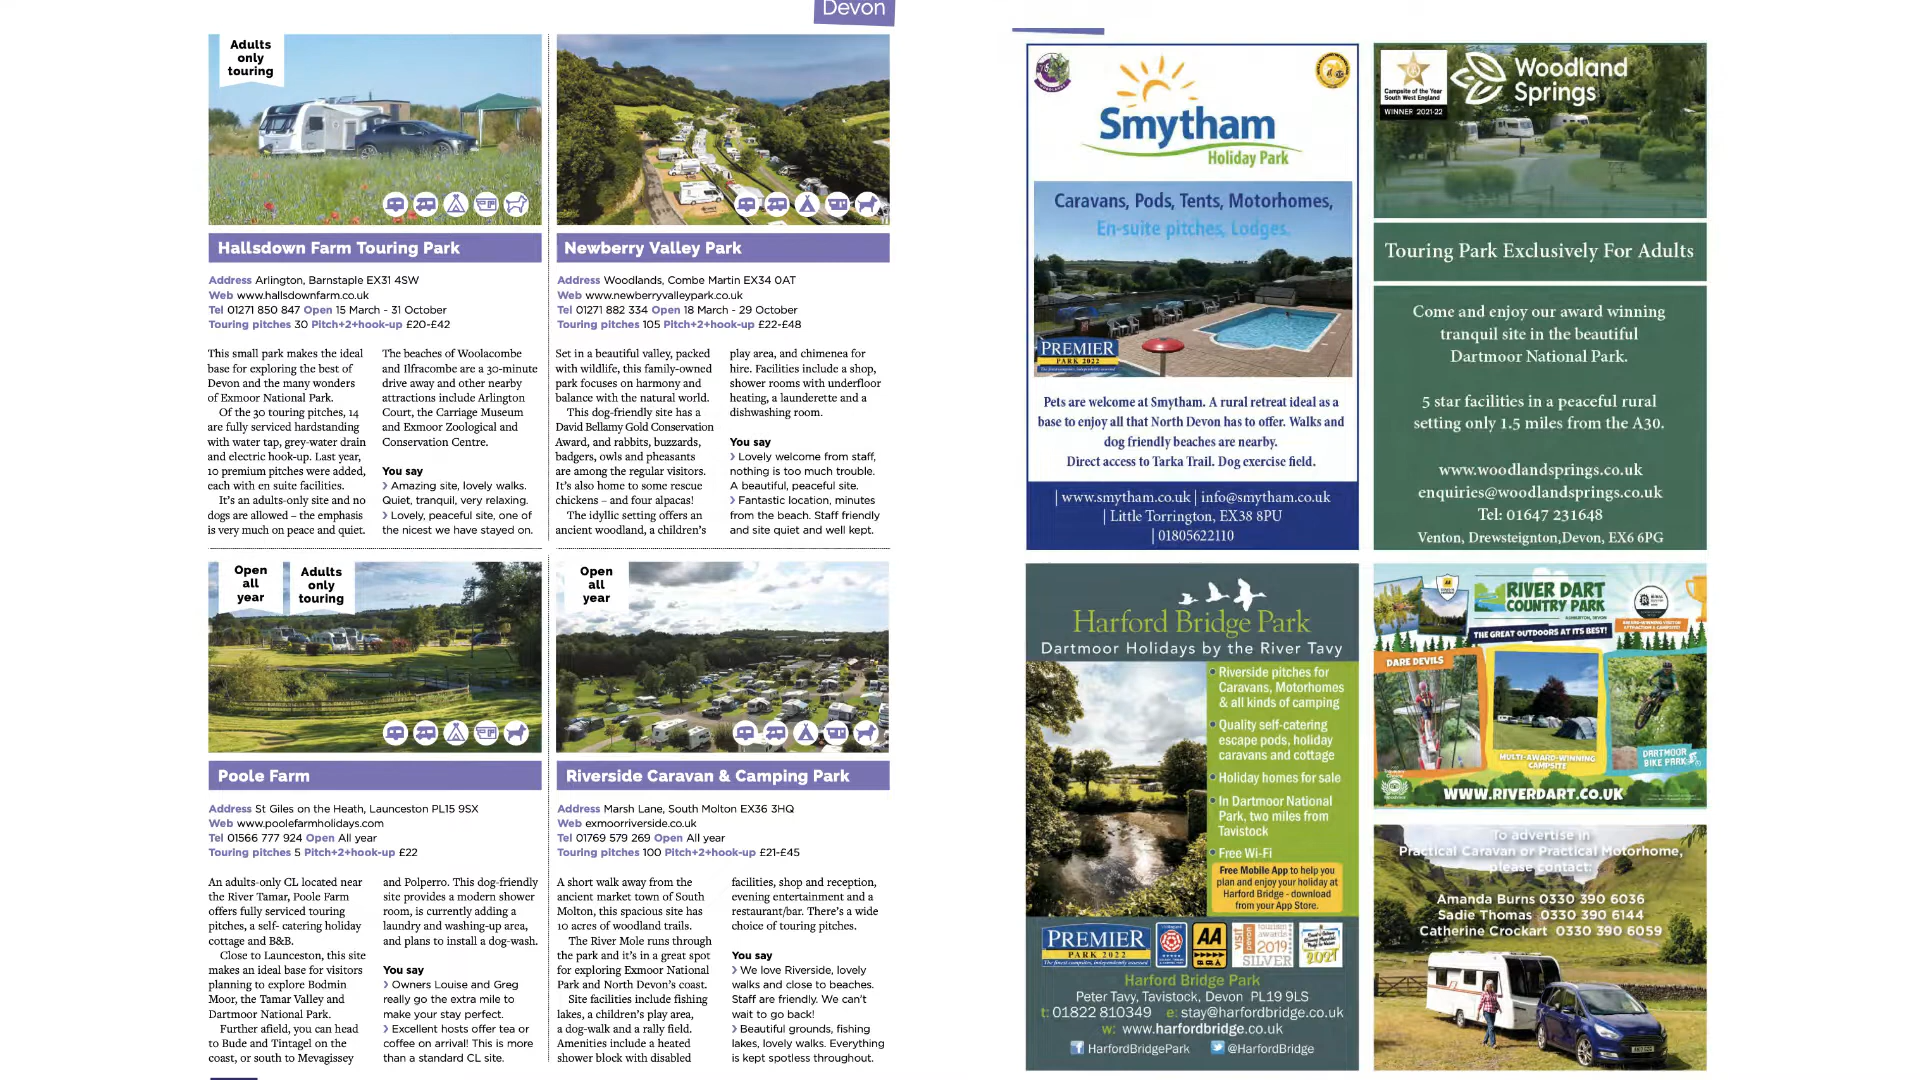 Devon
Adults
only
touring
Hallsdown Farm Touring Park
Address Arlington, Barnstaple EX31 4SW
Web www.hallsdownfarm.co.uk
Tel 01271 850 847 Open 15 March - 31 October
Touring pitches 30 Pitch+2+hook-up £20-£42
This small park makes the ideal
base for exploring the best of
Devon and the many wonders
of Exmoor National Park.
Of the 30 touring pitches, 14
are fully serviced hardstanding
with water tap, grey-water drain
and electric hook-up. Last year,
10 premium pitches were added,
each with en suite facilities.
It's an adults-only site and no
dogs are allowed – the emphasis
is very much on peace and quiet.
The beaches of Woolacombe
and Ilfracombe are a 30-minute
drive away and other nearby
attractions include Arlington
Court, the Carriage Museum
and Exmoor Zoological and
Conservation Centre.
You say
› Amazing site, lovely walks.
Quiet, tranquil, very relaxing.
› Lovely, peaceful site, one of
the nicest we have stayed on.
Newberry Valley Park
Address Woodlands, Combe Martin EX34 0AT
Web www.newberryvalleypark.co.uk
Tel 01271 882 334 Open 18 March - 29 October
Touring pitches 105 Pitch+2+hook-up £22-£48
Set in a beautiful valley, packed
with wildlife, this family-owned
park focuses on harmony and
balance with the natural world.
This dog-friendly site has a
David Bellamy Gold Conservation
Award, and rabbits, buzzards,
badgers, owls and pheasants
are among the regular visitors.
It's also home to some rescue
chickens – and four alpacas!
The idyllic setting offers an
ancient woodland, a children's
play area, and chimenea for
hire. Facilities include a shop,
shower rooms with underfloor
heating, a launderette and a
dishwashing room.
You say
› Lovely welcome from staff,
nothing is too much trouble.
A beautiful, peaceful site.
› Fantastic location, minutes
from the beach. Staff friendly
and site quiet and well kept.
Open
all
year
Adults
only
touring
Poole Farm
Address St Giles on the Heath, Launceston PL15 9SX
Web www.poolefarmholidays.com
Tel 01566 777 924 Open All year
Touring pitches 5 Pitch+2+hook-up £22
An adults-only CL located near
the River Tamar, Poole Farm
offers fully serviced touring
pitches, a self- catering holiday
cottage and B&B.
Close to Launceston, this site
makes an ideal base for visitors
planning to explore Bodmin
Moor, the Tamar Valley and
Dartmoor National Park.
Further afield, you can head
to Bude and Tintagel on the
coast, or south to Mevagissey
and Polperro. This dog-friendly
site provides a modern shower
room, is currently adding a
laundry and washing-up area,
and plans to install a dog-wash.
You say
› Owners Louise and Greg
really go the extra mile to
make your stay perfect.
› Excellent hosts offer tea or
coffee on arrival! This is more
than a standard CL site.
Open
all
year
Riverside Caravan & Camping Park
Address Marsh Lane, South Molton EX36 3HQ
Web exmoorriverside.co.uk
Tel 01769 579 269 Open All year
Touring pitches 100 Pitch+2+hook-up £21-£45
A short walk away from the
ancient market town of South
Molton, this spacious site has
10 acres of woodland trails.
The River Mole runs through
the park and it's in a great spot
for exploring Exmoor National
Park and North Devon's coast.
Site facilities include fishing
lakes, a children's play area,
a dog-walk and a rally field.
Amenities include a heated
shower block with disabled
facilities, shop and reception,
evening entertainment and a
restaurant/bar. There's a wide
choice of touring pitches.
You say
› We love Riverside, lovely
walks and close to beaches.
Staff are friendly. We can't
wait to go back!
› Beautiful grounds, fishing
lakes, lovely walks. Everything
is kept spotless throughout.
Smytham
Holiday Park
Caravans, Pods, Tents, Motorhomes,
En-suite pitches, Lodges.
PREMIER
PARK 2022
Pets are welcome at Smytham. A rural retreat ideal as a
base to enjoy all that North Devon has to offer. Walks and
dog friendly beaches are nearby.
Direct access to Tarka Trail. Dog exercise field.
| www.smytham.co.uk | info@smytham.co.uk
| Little Torrington, EX38 8PU
| 01805622110
Campsite of the Year
South West England
WINNER 2021-22
Woodland
Springs
Touring Park Exclusively For Adults
Come and enjoy our award winning
tranquil site in the beautiful
Dartmoor National Park.
5 star facilities in a peaceful rural
setting only 1.5 miles from the A30.
www.woodlandsprings.co.uk
enquiries@woodlandsprings.co.uk
Tel: 01647 231648
Venton, Drewsteignton,Devon, EX6 6PG
Harford Bridge Park
Dartmoor Holidays by the River Tavy
• Riverside pitches for
Caravans, Motorhomes
& all kinds of camping
• Quality self-catering
escape pods, holiday
caravans and cottage
• Holiday homes for sale
• In Dartmoor National
Park, two miles from
Tavistock
• Free Wi-Fi
Free Mobile App to help you
plan and enjoy your holiday at
Harford Bridge - download
from your App Store.
PREMIER
PARK 2022
The finest campsites, independently assessed
AA
VISIT
devon
tourism
awards
2019
SILVER
2021
Harford Bridge Park
Peter Tavy, Tavistock, Devon PL19 9LS
t: 01822 810349 e: stay@harfordbridge.co.uk
w: www.harfordbridge.co.uk
HarfordBridgePark @HarfordBridge
AA
RIVER DART
COUNTRY PARK
ASHBURTON, DEVON
THE GREAT OUTDOORS AT ITS BEST!
AWARD-WINNING VISITOR
ATTRACTION & CAMPSITE!
DARE DEVILS
MULTI-AWARD-WINNING
CAMPSITE
DARTMOOR
BIKE PARK
WWW.RIVERDART.CO.UK
To advertise in
Practical Caravan or Practical Motorhome,
please contact:
Amanda Burns 0330 390 6036
Sadie Thomas 0330 390 6144
Catherine Crockart 0330 390 6059